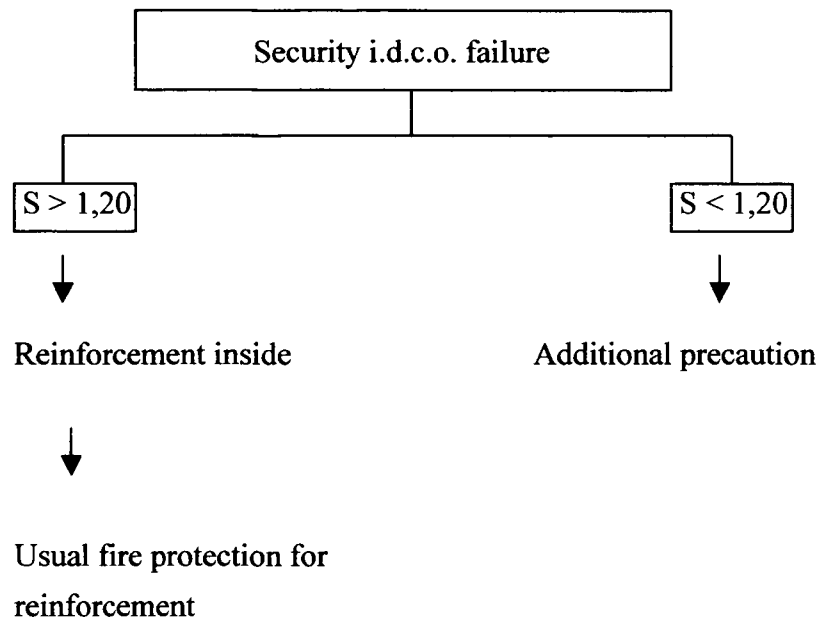 Security i.d.c.o. failure
S > 1,20
S < 1,20
Reinforcement inside
Additional precaution
Usual fire protection for
reinforcement